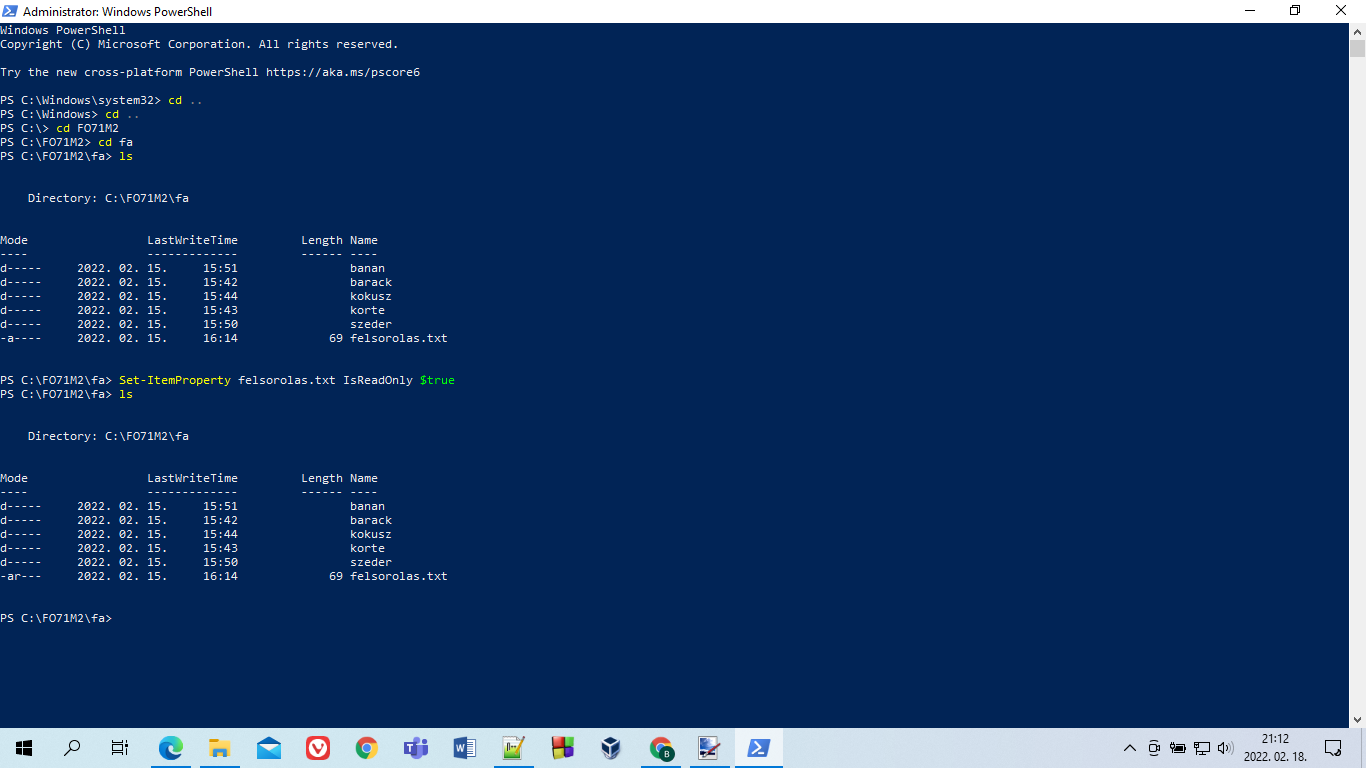 Administrator: Windows PowerShell
Windows PowerShell
Copyright (C) Microsoft Corporation. All rights reserved.
Try the new cross-platform PowerShell https://aka.ms/pscore6
PS C:\Windows\system32> cd ..
PS C:\Windows> cd ..
PS C:\> cd FO71M2
PS C:\FO71M2> cd fa
PS C:\FO71M2\fa> ls
Directory: C:\FO71M2\fa
Mode LastWriteTime Length Name
---- ------------- ------ ----
d----- 2022. 02. 15. 15:51 banan
d----- 2022. 02. 15. 15:42 barack
d----- 2022. 02. 15. 15:44 kokusz
d----- 2022. 02. 15. 15:43 korte
d----- 2022. 02. 15. 15:50 szeder
-a---- 2022. 02. 15. 16:14 69 felsorolas.txt
PS C:\FO71M2\fa> Set-ItemProperty felsorolas.txt IsReadOnly $true
PS C:\FO71M2\fa> ls
Directory: C:\FO71M2\fa
Mode LastWriteTime Length Name
---- ------------- ------ ----
d----- 2022. 02. 15. 15:51 banan
d----- 2022. 02. 15. 15:42 barack
d----- 2022. 02. 15. 15:44 kokusz
d----- 2022. 02. 15. 15:43 korte
d----- 2022. 02. 15. 15:50 szeder
-ar--- 2022. 02. 15. 16:14 69 felsorolas.txt
PS C:\FO71M2\fa>
21:12
2022. 02. 18.